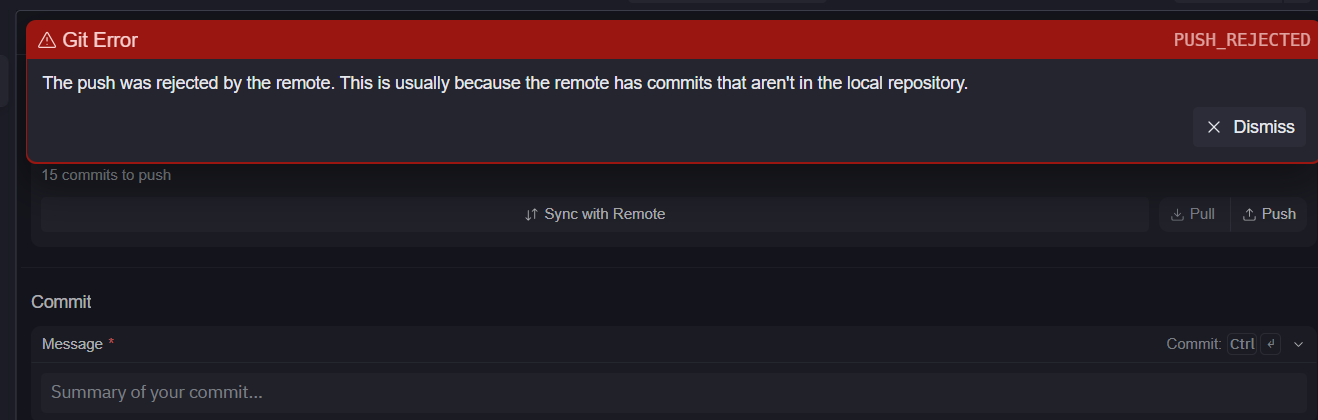 Git Error
PUSH_REJECTED
The push was rejected by the remote. This is usually because the remote has commits that aren't in the local repository.
Dismiss
15 commits to push
Sync with Remote
Pull
Push
Commit
Message *
Commit: Ctrl ↵
Summary of your commit...